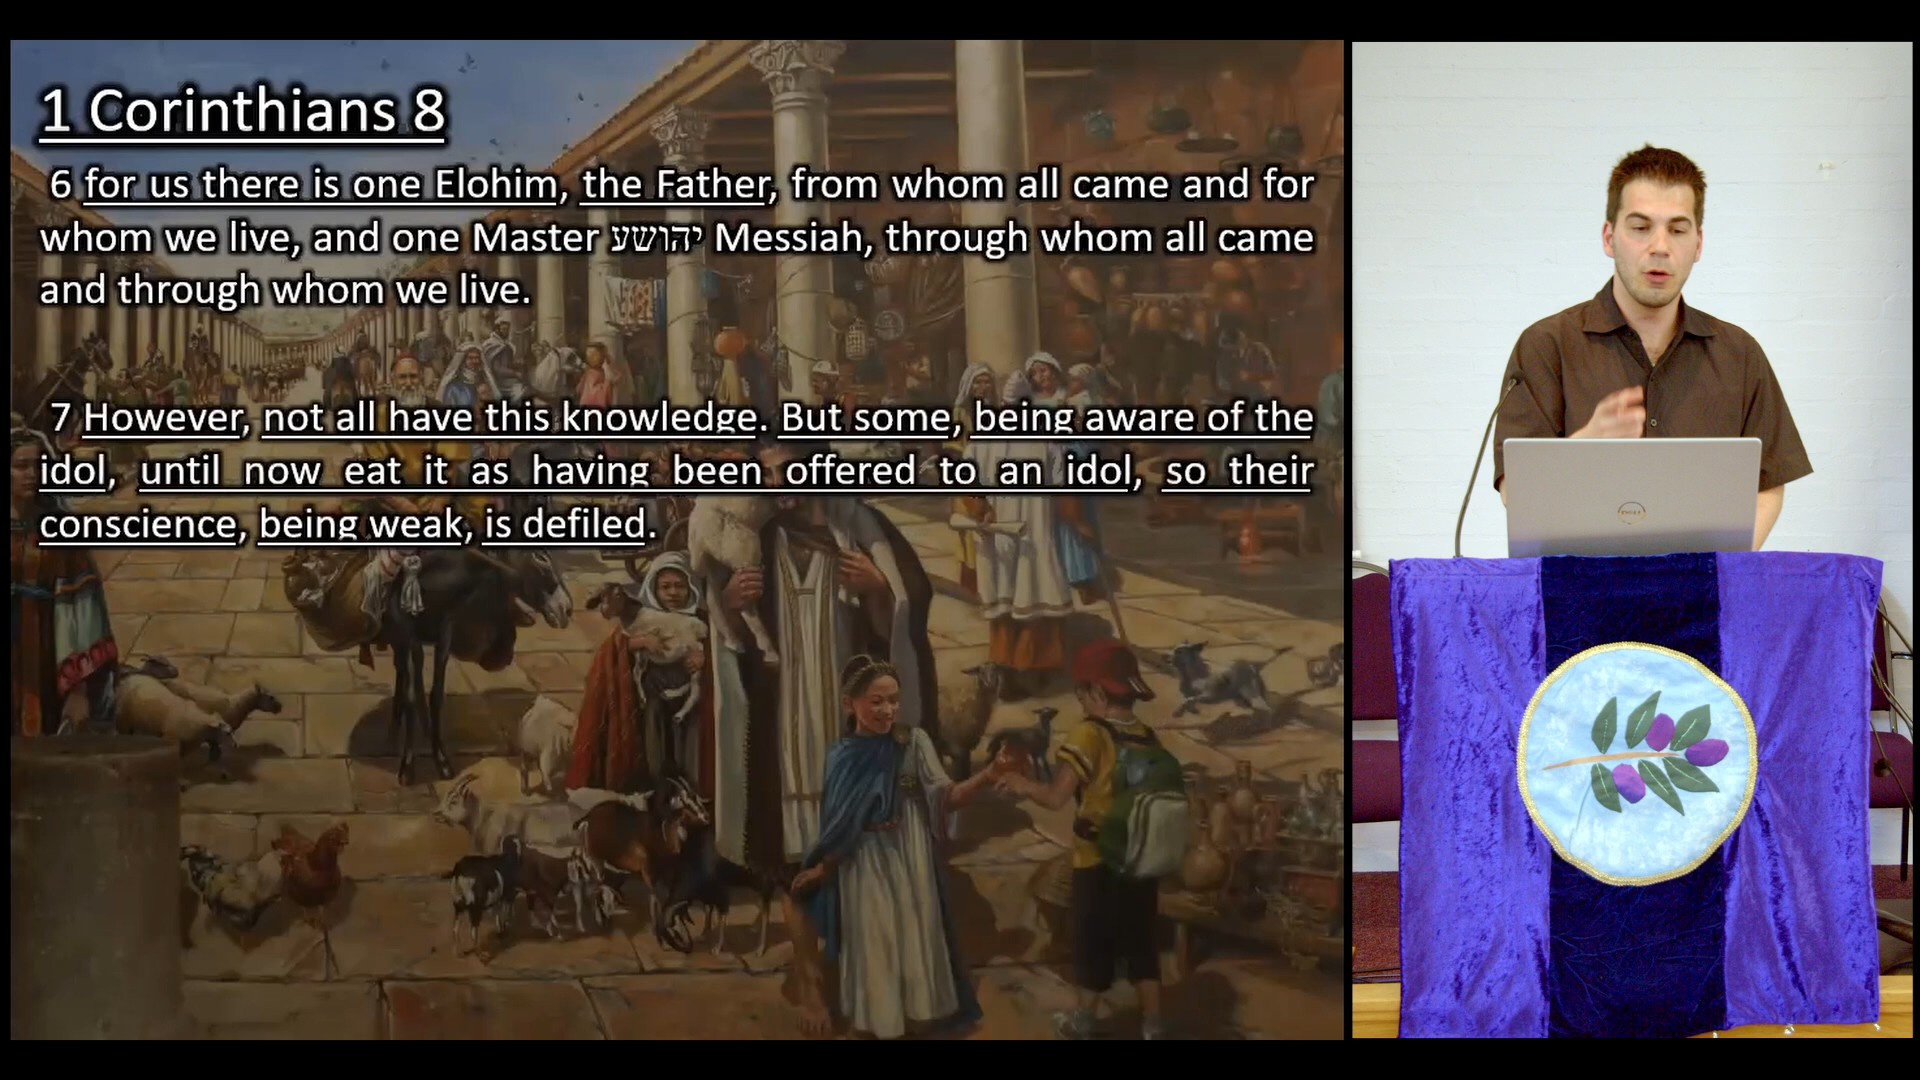 1 Corinthians 8
6 for us there is one Elohim, the Father, from whom all came and for
whom we live, and one Master יהושע Messiah, through whom all came
and through whom we live.
7 However, not all have this knowledge. But some, being aware of the
idol, until now eat it as having been offered to an idol, so their
conscience, being weak, is defiled.
DELL